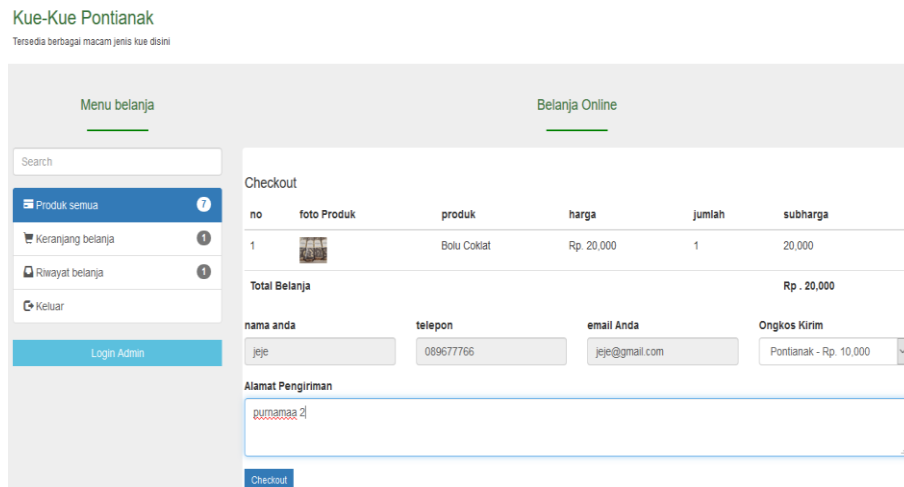 Kue-Kue Pontianak
Tersedia berbagai macam jenis kue disini
Menu belanja
Belanja Online
Search
Produk semua 7
Keranjang belanja 1
Riwayat belanja 1
Keluar
Login Admin
Checkout
no foto Produk produk harga jumlah subharga
1 Bolu Coklat Rp. 20,000 1 20,000
Total Belanja Rp . 20,000
nama anda telepon email Anda Ongkos Kirim
jeje 089677766 jeje@gmail.com Pontianak - Rp. 10,000
Alamat Pengiriman
purnamaa 2
Checkout